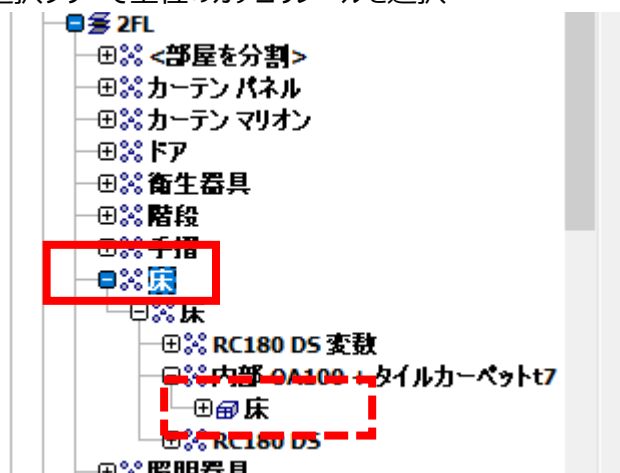 2FL
<部屋を分割>
カーテン パネル
カーテン マリオン
ドア
衛生器具
階段
手摺
床
床
RC180 DS 変数
内部 OA100 + タイルカーペットt7
床
RC180 DS
照明器具